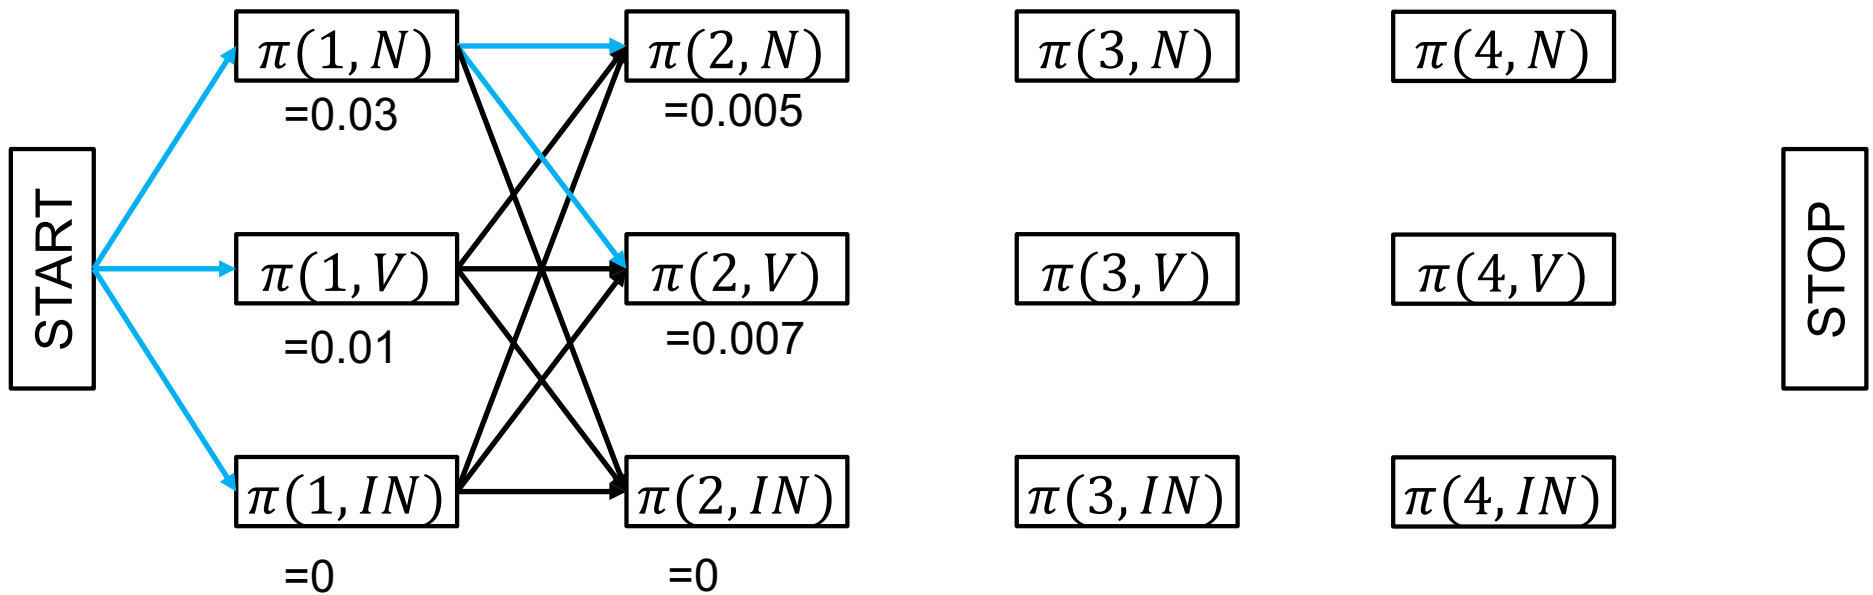 START
π(1, N)
=0.03
π(1, V)
=0.01
π(1, IN)
=0
π(2, N)
=0.005
π(2, V)
=0.007
π(2, IN)
=0
π(3, N)
π(3, V)
π(3, IN)
π(4, N)
π(4, V)
π(4, IN)
STOP